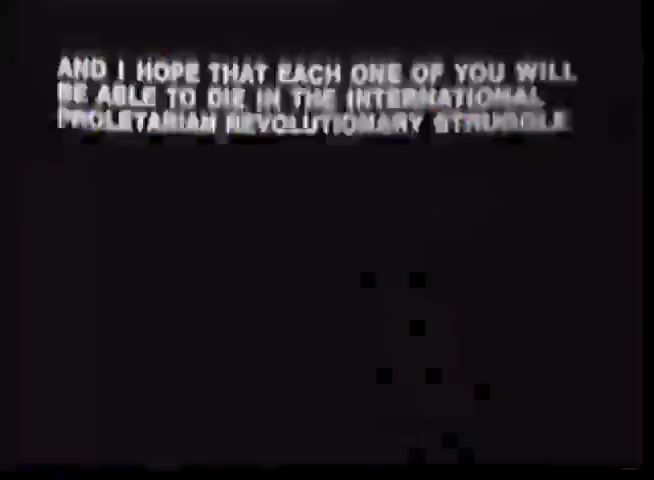 AND I HOPE THAT EACH ONE OF YOU WILL
BE ABLE TO DIE IN THE INTERNATIONAL
PROLETARIAN REVOLUTIONARY STRUGGLE